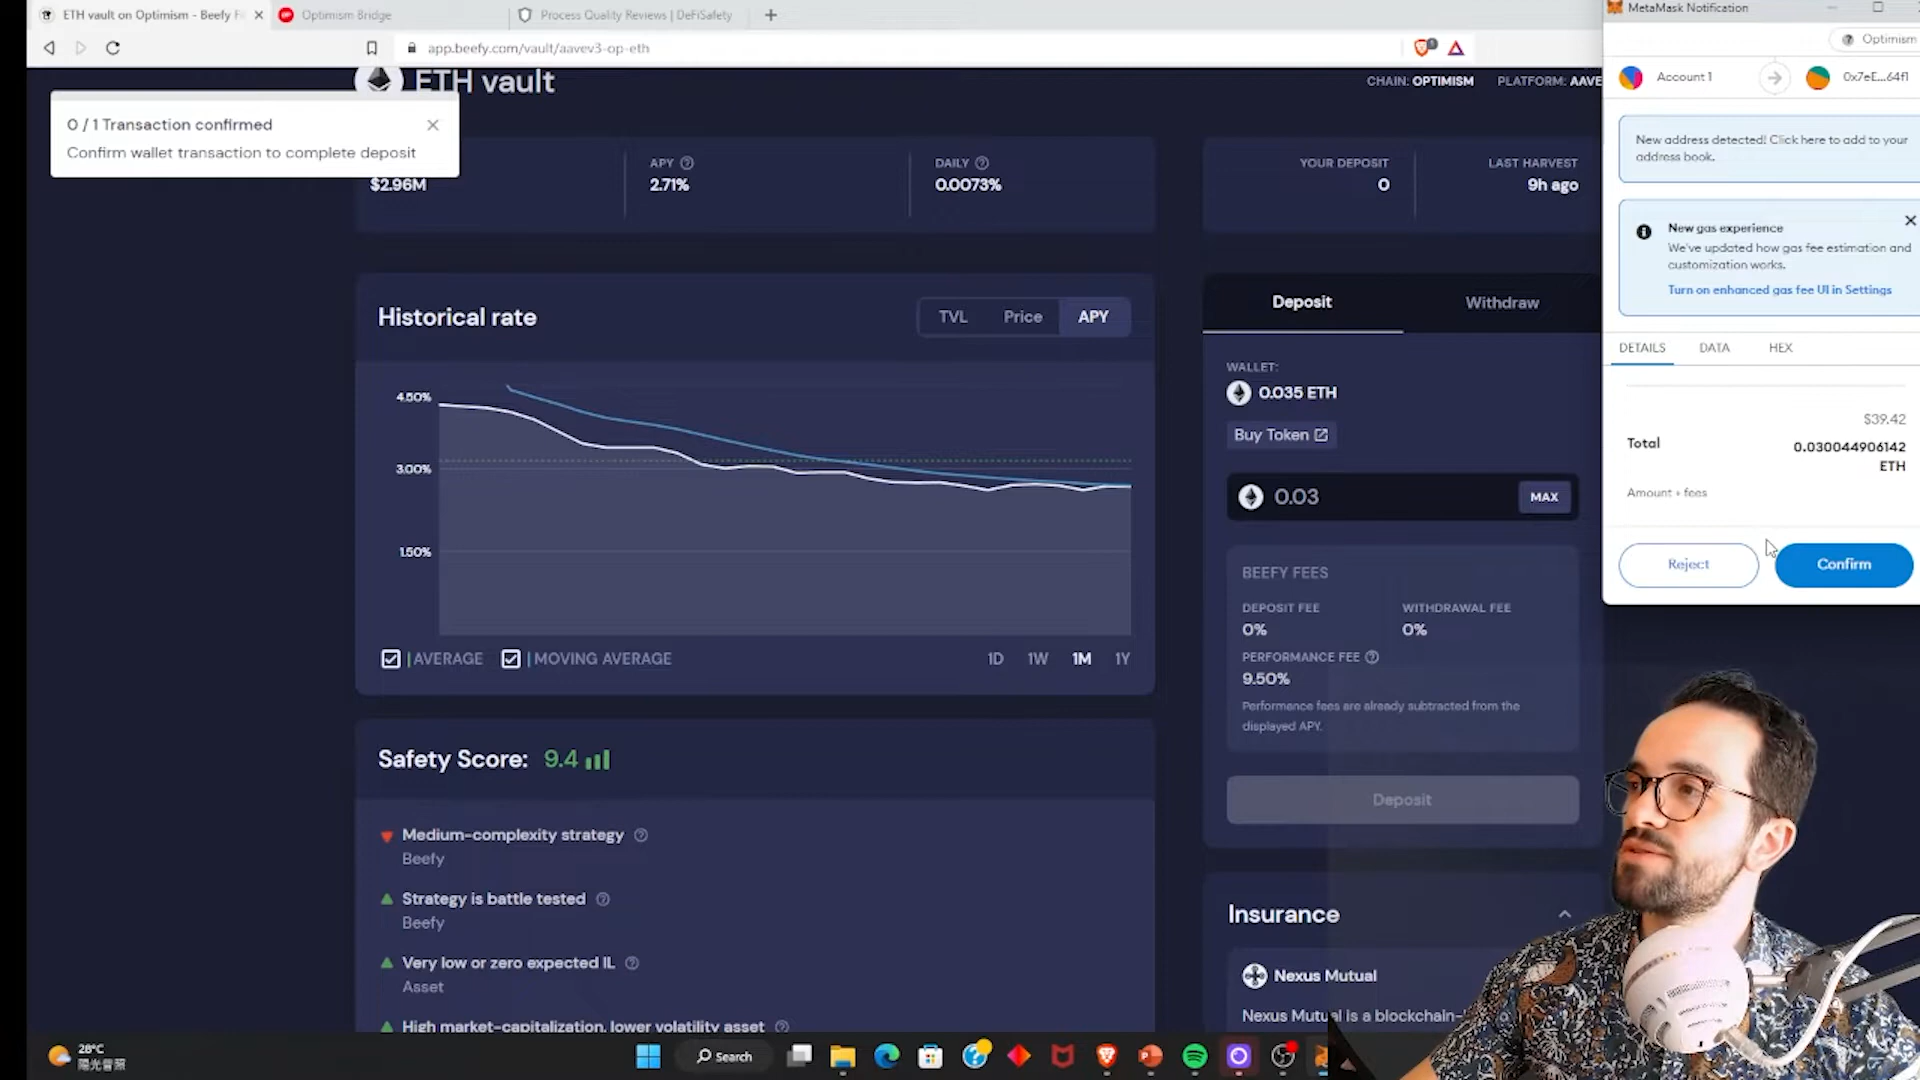 ETH vault on Optimism - Beefy Fi
Optimism Bridge
Process Quality Reviews | DeFiSafety
app.beefy.com/vault/aavev3-op-eth
MetaMask Notification
Optimism
Account 1
0x7eE...64f1
New address detected! Click here to add to your
address book.
New gas experience
We've updated how gas fee estimation and
customization works.
Turn on enhanced gas fee UI in Settings
DETAILS
DATA
HEX
$39.42
Total
0.030044906142
ETH
Amount + fees
Reject
Confirm
ETH vault
CHAIN: OPTIMISM
PLATFORM: AAVE
0 / 1 Transaction confirmed
Confirm wallet transaction to complete deposit
$2.96M
APY
2.71%
DAILY
0.0073%
YOUR DEPOSIT
0
LAST HARVEST
9h ago
Historical rate
TVL
Price
APY
4.50%
3.00%
1.50%
AVERAGE
MOVING AVERAGE
1D
1W
1M
1Y
Deposit
Withdraw
WALLET:
0.035 ETH
Buy Token
0.03
MAX
BEEFY FEES
DEPOSIT FEE
0%
WITHDRAWAL FEE
0%
PERFORMANCE FEE
9.50%
Performance fees are already subtracted from the
displayed APY.
Deposit
Safety Score: 9.4
Medium-complexity strategy
Beefy
Strategy is battle tested
Beefy
Very low or zero expected IL
Asset
High market-capitalization, lower volatility asset
Insurance
Nexus Mutual
Nexus Mutual is a blockchain-
28°C
Search